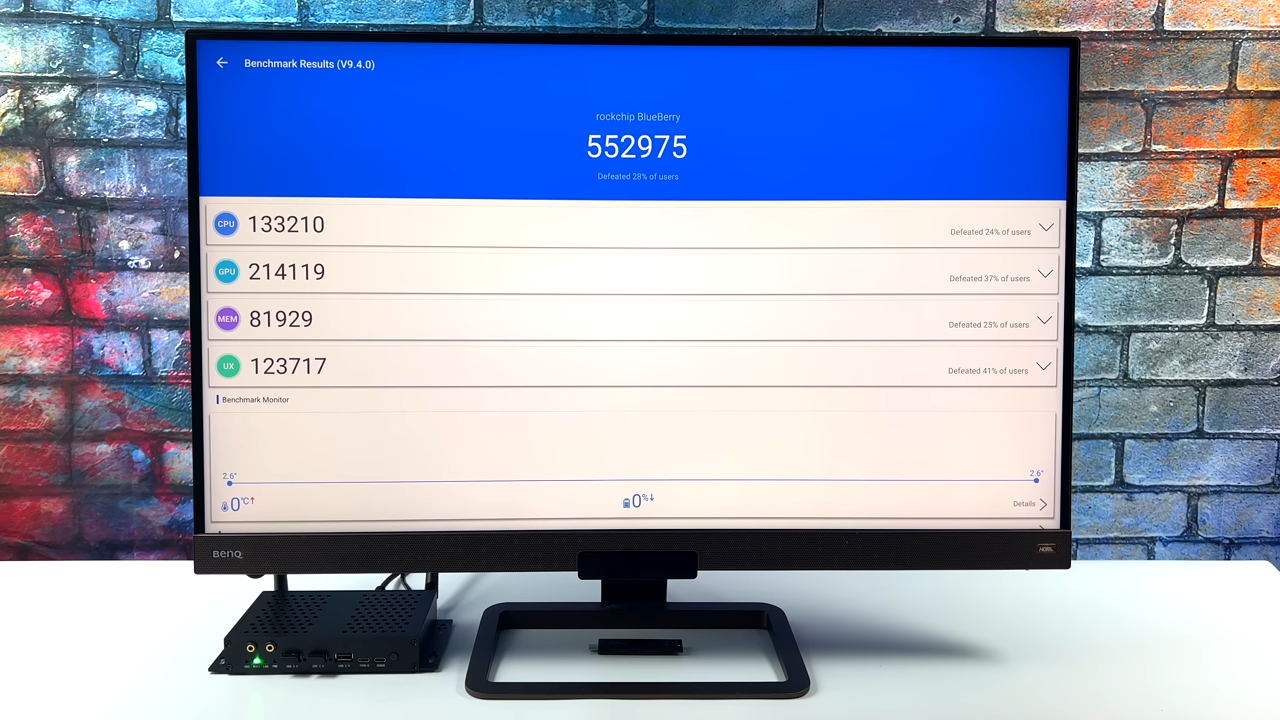 Benchmark Results (V9.4.0)
rockchip BlueBerry
552975
Defeated 28% of users
CPU 133210 Defeated 24% of users
GPU 214119 Defeated 37% of users
MEM 81929 Defeated 25% of users
UX 123717 Defeated 41% of users
Benchmark Monitor
2.6° 2.6°
0°C↑ 0%↓ Details
BenQ